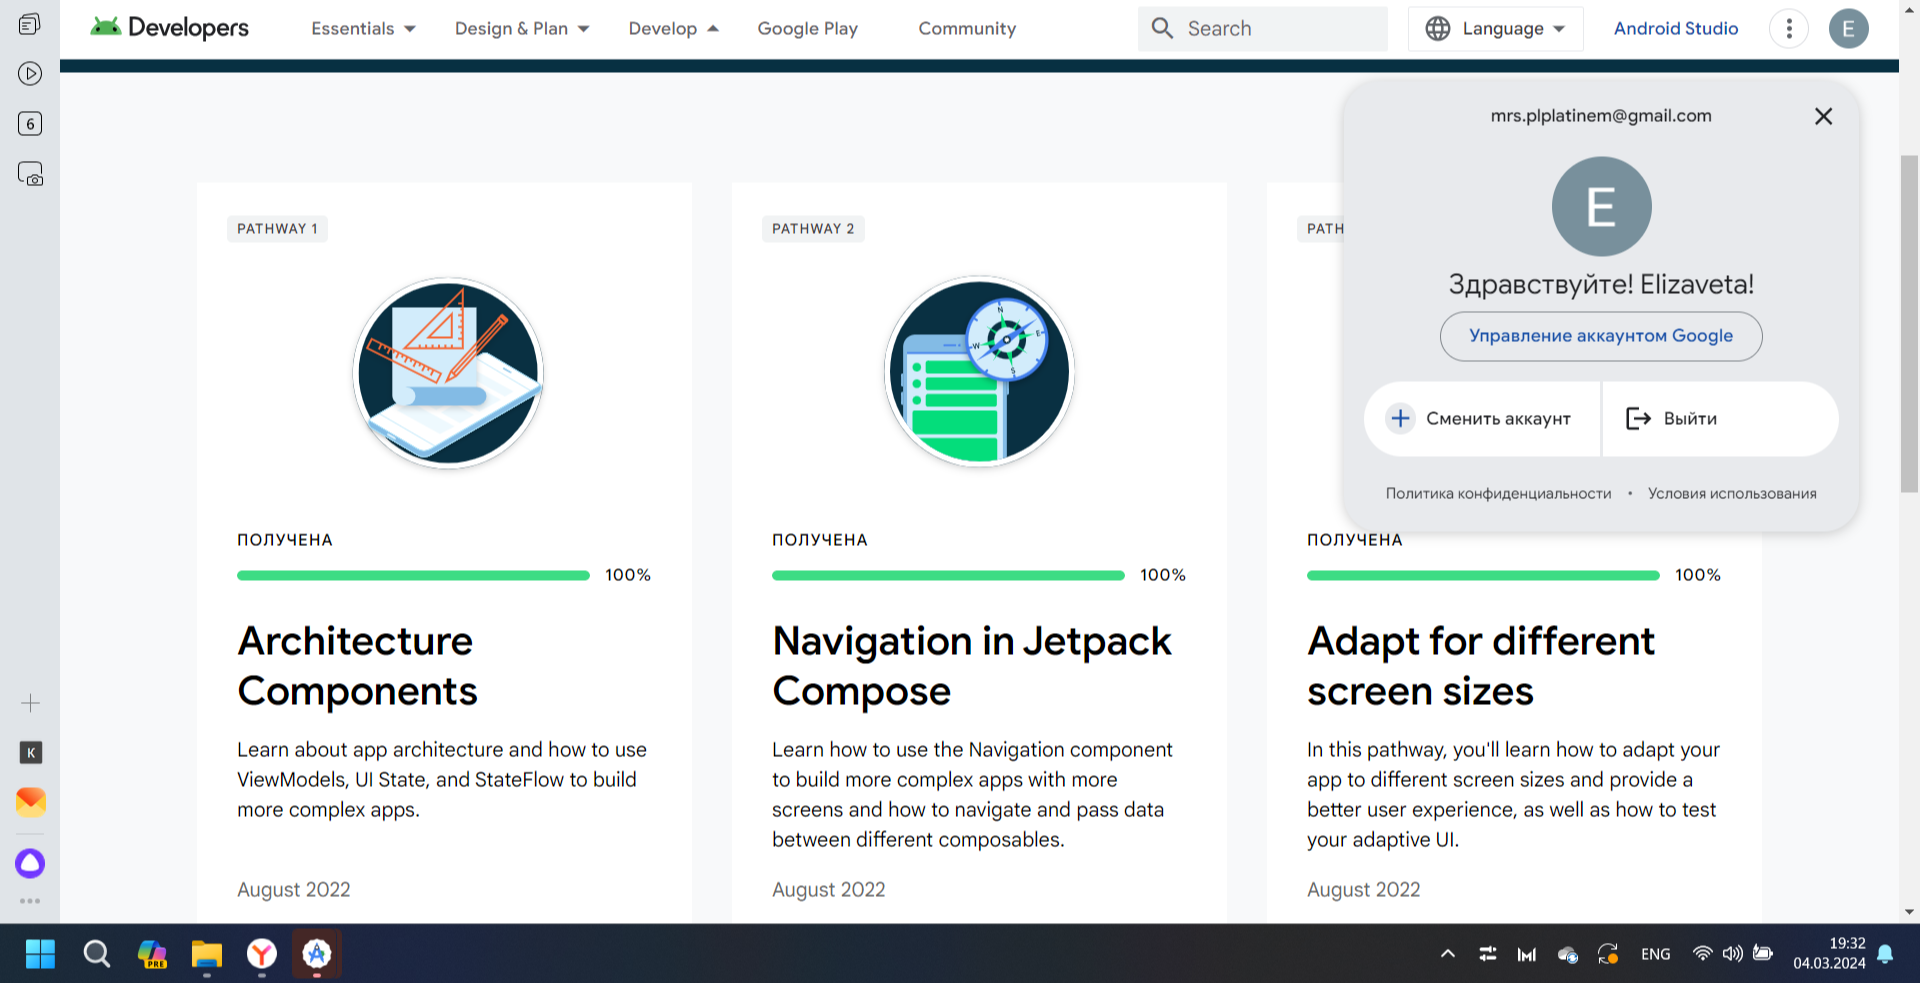 Developers
Essentials
Design & Plan
Develop
Google Play
Community
Search
Language
Android Studio
E
6
mrs.plplatinem@gmail.com
E
Здравствуйте! Elizaveta!
Управление аккаунтом Google
Сменить аккаунт
Выйти
Политика конфиденциальности • Условия использования
PATHWAY 1
ПОЛУЧЕНА
100%
Architecture
Components
Learn about app architecture and how to use
ViewModels, UI State, and StateFlow to build
more complex apps.
August 2022
PATHWAY 2
N
E
S
W
ПОЛУЧЕНА
100%
Navigation in Jetpack
Compose
Learn how to use the Navigation component
to build more complex apps with more
screens and how to navigate and pass data
between different composables.
August 2022
PATH
ПОЛУЧЕНА
100%
Adapt for different
screen sizes
In this pathway, you'll learn how to adapt your
app to different screen sizes and provide a
better user experience, as well as how to test
your adaptive UI.
August 2022
K
PRE
ENG
19:32
04.03.2024